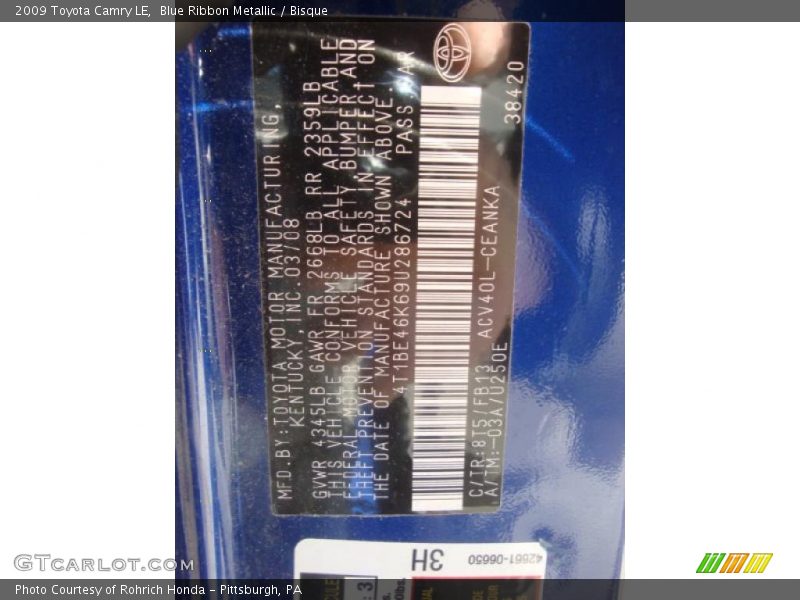 2009 Toyota Camry LE, Blue Ribbon Metallic / Bisque
MFD.BY:TOYOTA MOTOR MANUFACTURING,
KENTUCKY,INC.03/08
GVWR 4345LB GAWR FR 2668LB RR 2359LB
THIS VEHICLE CONFORMS TO ALL APPLICABLE
FEDERAL MOTOR VEHICLE SAFETY,BUMPER,AND
THEFT PREVENTION STANDARDS IN EFFECT ON
THE DATE OF MANUFACTURE SHOWN ABOVE.
4T1BE46K69U286724 PASS.CAR
C/TR:8T5/FB13 ACV40L-CEANKA
A/TM:-03A/U250E 38420
42661-06650
3H
GTCarLot.com
Photo Courtesy of Rohrich Honda - Pittsburgh, PA